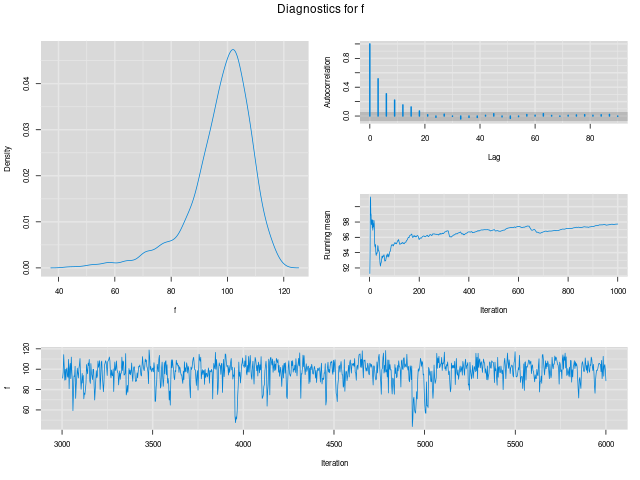 Diagnostics for f
Density
0.00 0.01 0.02 0.03 0.04
40 60 80 100 120
f
Autocorrelation
0.0 0.4 0.8
0 20 40 60 80
Lag
Running mean
92 94 96 98
0 200 400 600 800 1000
Iteration
f
60 80 100 120
3000 3500 4000 4500 5000 5500 6000
Iteration